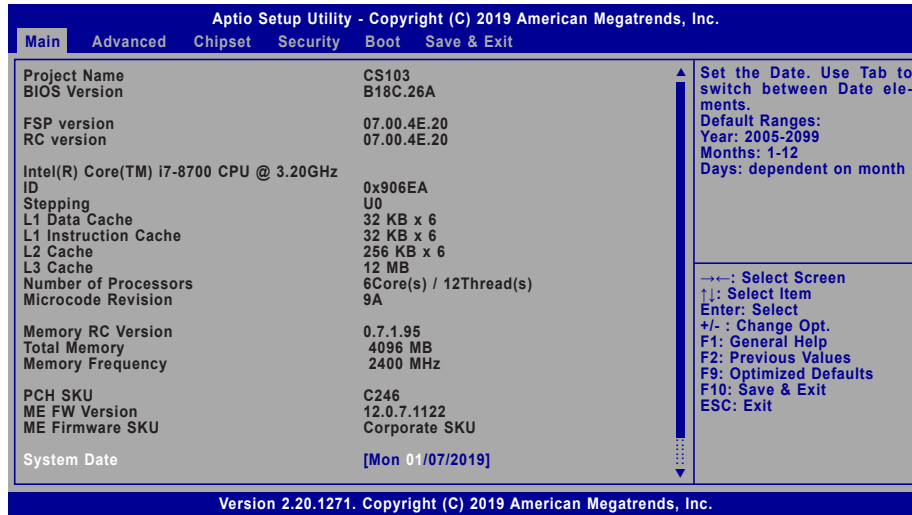 Aptio Setup Utility - Copyright (C) 2019 American Megatrends, Inc.
Main Advanced Chipset Security Boot Save & Exit
Project Name CS103
BIOS Version B18C.26A
FSP version 07.00.4E.20
RC version 07.00.4E.20
Intel(R) Core(TM) i7-8700 CPU @ 3.20GHz
ID 0x906EA
Stepping U0
L1 Data Cache 32 KB x 6
L1 Instruction Cache 32 KB x 6
L2 Cache 256 KB x 6
L3 Cache 12 MB
Number of Processors 6Core(s) / 12Thread(s)
Microcode Revision 9A
Memory RC Version 0.7.1.95
Total Memory 4096 MB
Memory Frequency 2400 MHz
PCH SKU C246
ME FW Version 12.0.7.1122
ME Firmware SKU Corporate SKU
System Date [Mon 01/07/2019]
Set the Date. Use Tab to
switch between Date ele-
ments.
Default Ranges:
Year: 2005-2099
Months: 1-12
Days: dependent on month
→←: Select Screen
↑↓: Select Item
Enter: Select
+/- : Change Opt.
F1: General Help
F2: Previous Values
F9: Optimized Defaults
F10: Save & Exit
ESC: Exit
Version 2.20.1271. Copyright (C) 2019 American Megatrends, Inc.